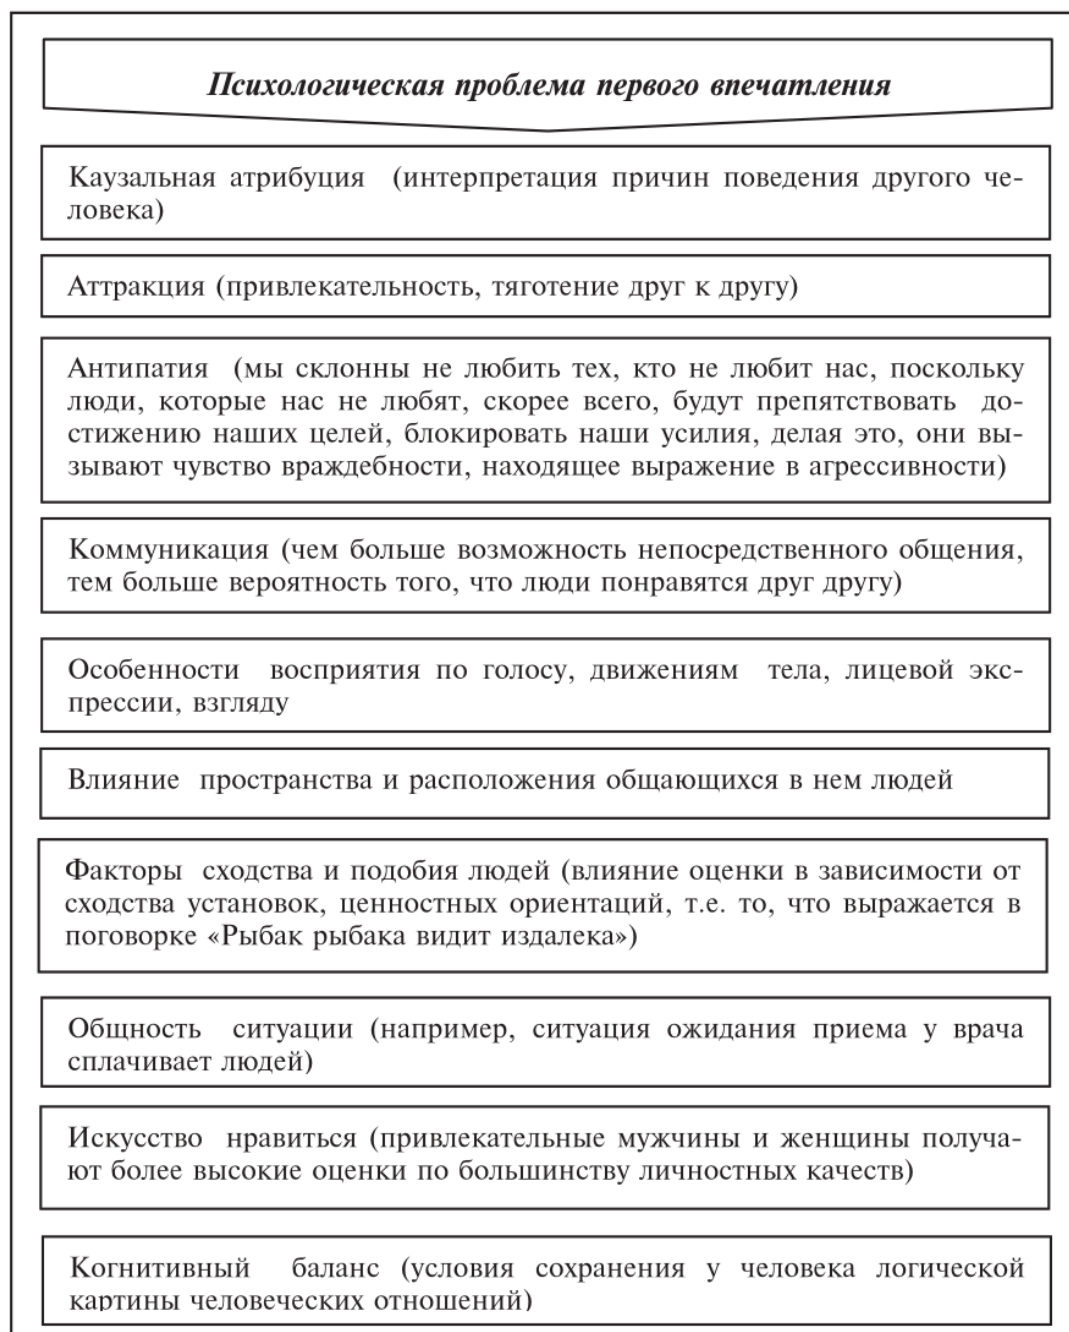 Психологическая проблема первого впечатления
Каузальная атрибуция (интерпретация причин поведения другого че-
ловека)
Аттракция (привлекательность, тяготение друг к другу)
Антипатия (мы склонны не любить тех, кто не любит нас, поскольку
люди, которые нас не любят, скорее всего, будут препятствовать до-
стижению наших целей, блокировать наши усилия, делая это, они вы-
зывают чувство враждебности, находящее выражение в агрессивности)
Коммуникация (чем больше возможность непосредственного общения,
тем больше вероятность того, что люди понравятся друг другу)
Особенности восприятия по голосу, движениям тела, лицевой экс-
прессии, взгляду
Влияние пространства и расположения общающихся в нем людей
Факторы сходства и подобия людей (влияние оценки в зависимости от
сходства установок, ценностных ориентаций, т.е. то, что выражается в
поговорке «Рыбак рыбака видит издалека»)
Общность ситуации (например, ситуация ожидания приема у врача
сплачивает людей)
Искусство нравиться (привлекательные мужчины и женщины получа-
ют более высокие оценки по большинству личностных качеств)
Когнитивный баланс (условия сохранения у человека логической
картины человеческих отношений)